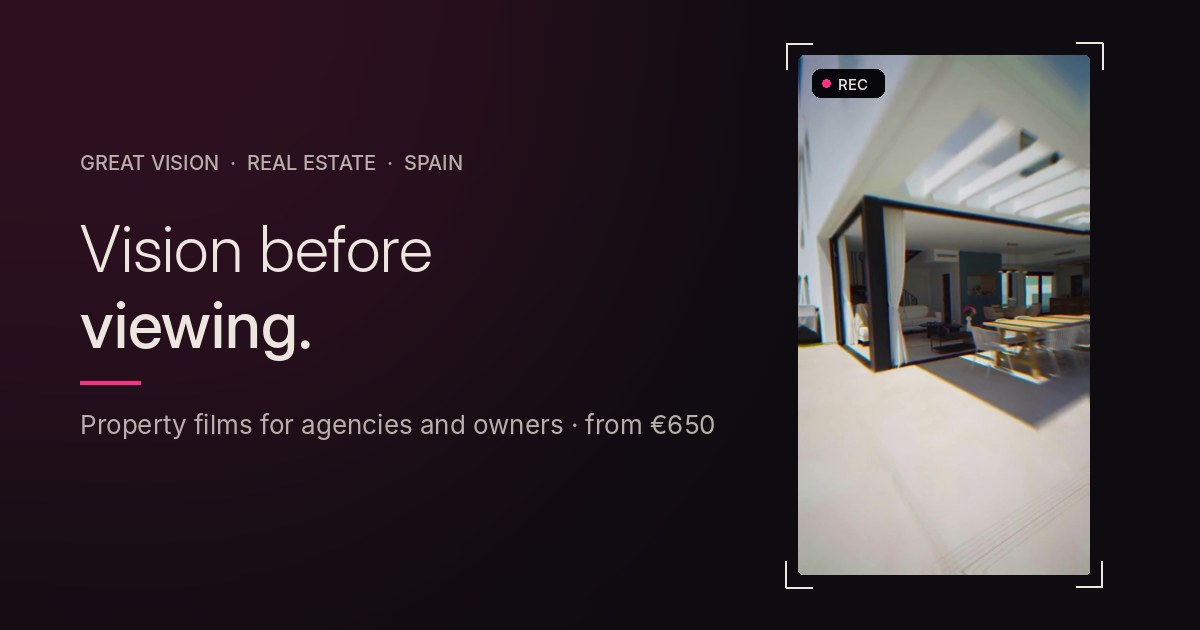 GREAT VISION · REAL ESTATE · SPAIN
Vision before
viewing.
Property films for agencies and owners · from €650
REC